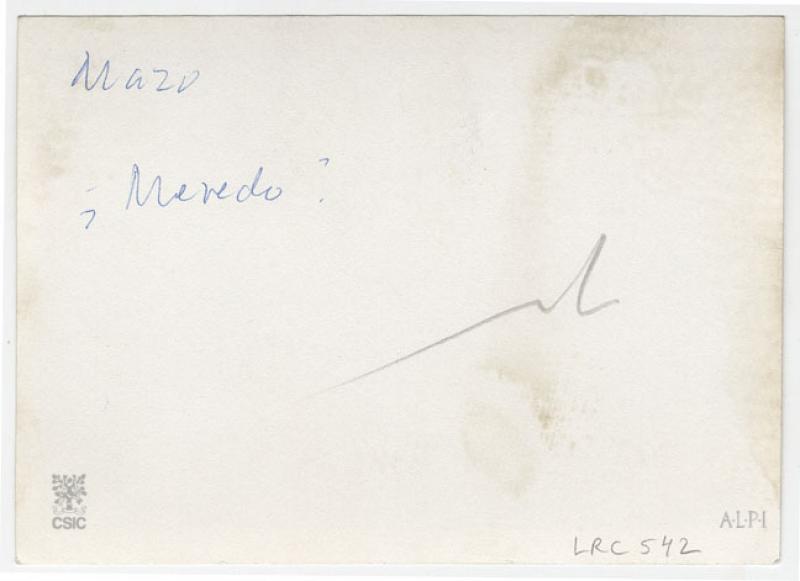 Mazo
¿Meredo?
CSIC
A·L·P·I
LRC 542